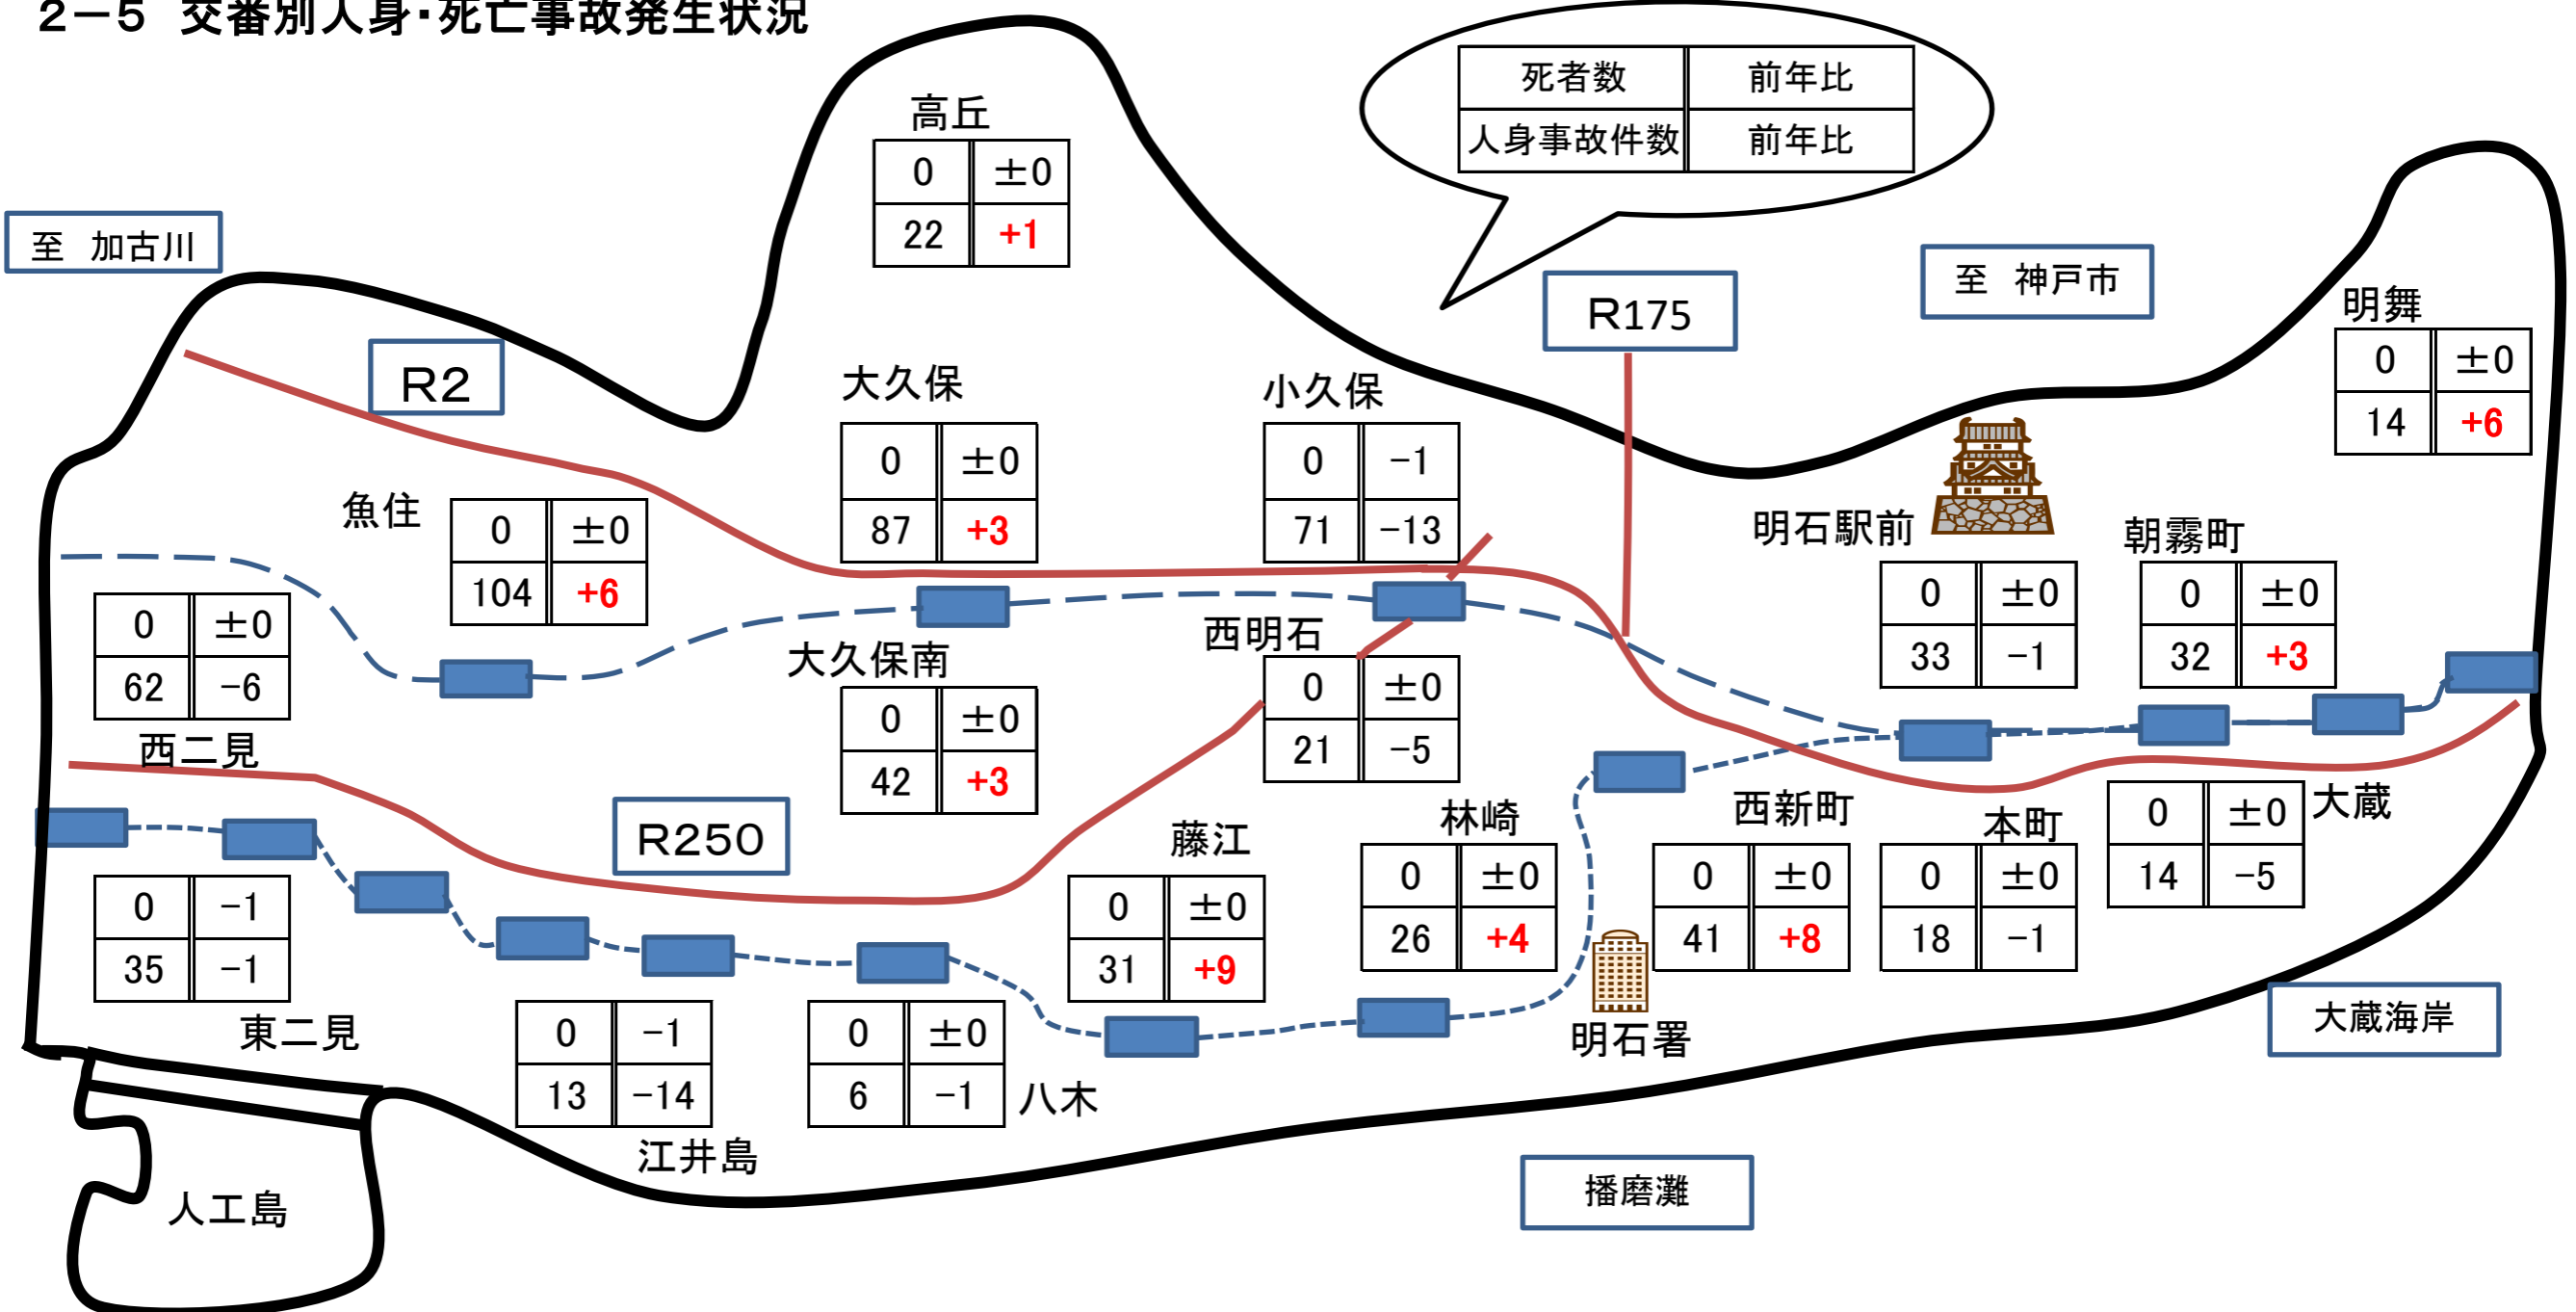 2－5 交番別人身・死亡事故発生状況
死者数 前年比
人身事故件数 前年比
高丘
0 ±0
22 +1
至 加古川
R175
至 神戸市
明舞
0 ±0
14 +6
R2
大久保
0 ±0
87 +3
小久保
0 −1
71 −13
魚住
0 ±0
104 +6
明石駅前
0 ±0
33 −1
朝霧町
0 ±0
32 +3
0 ±0
62 −6
西二見
大久保南
0 ±0
42 +3
西明石
0 ±0
21 −5
R250
藤江
0 ±0
31 +9
林崎
0 ±0
26 +4
西新町
0 ±0
41 +8
本町
0 ±0
18 −1
大蔵
0 ±0
14 −5
0 −1
35 −1
東二見
0 −1
13 −14
江井島
0 ±0
6 −1
八木
明石署
大蔵海岸
人工島
播磨灘